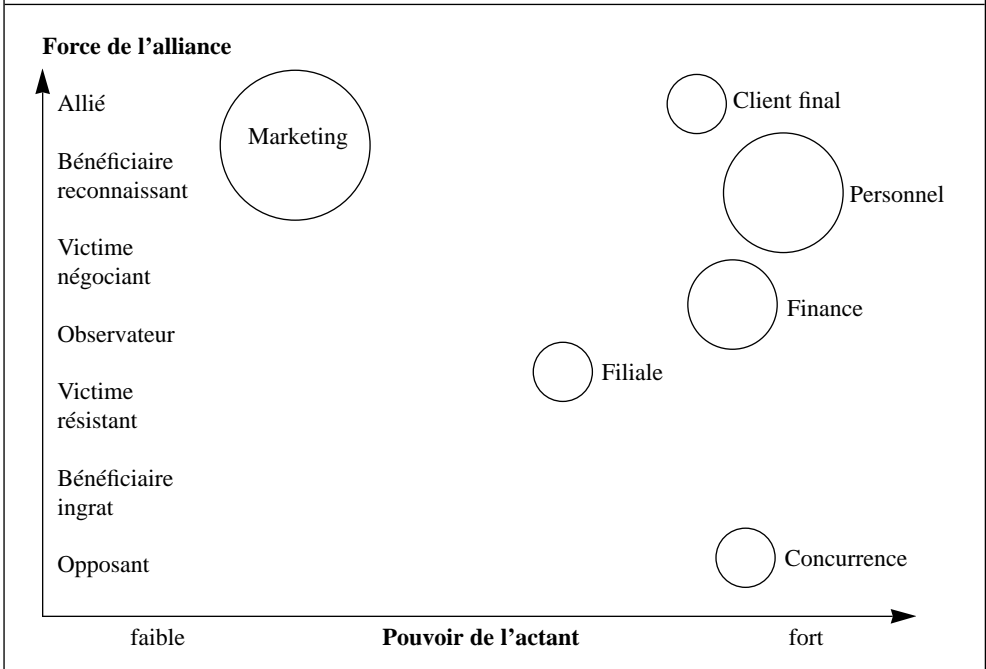 Force de l'alliance
Allié
Client final
Marketing
Bénéficiaire
reconnaissant
Personnel
Victime
négociant
Finance
Observateur
Filiale
Victime
résistant
Bénéficiaire
ingrat
Concurrence
Opposant
faible
Pouvoir de l'actant
fort